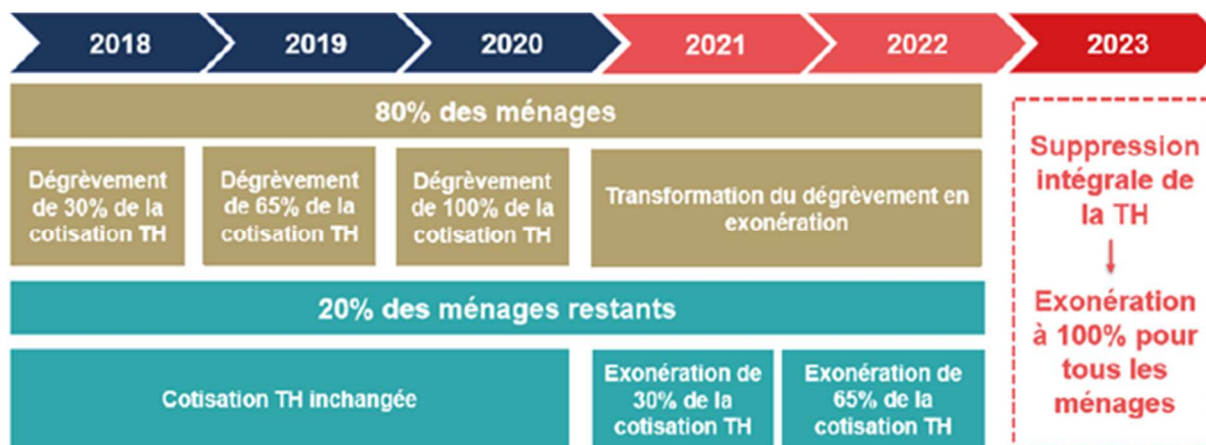 2018 2019 2020 2021 2022 2023
80% des ménages
Dégrèvement
de 30% de la
cotisation TH
Dégrèvement
de 65% de la
cotisation TH
Dégrèvement
de 100% de la
cotisation TH
Transformation du dégrèvement en
exonération
20% des ménages restants
Cotisation TH inchangée
Exonération de
30% de la
cotisation TH
Exonération de
65% de la
cotisation TH
Suppression
intégrale de
la TH
Exonération
à 100% pour
tous les
ménages